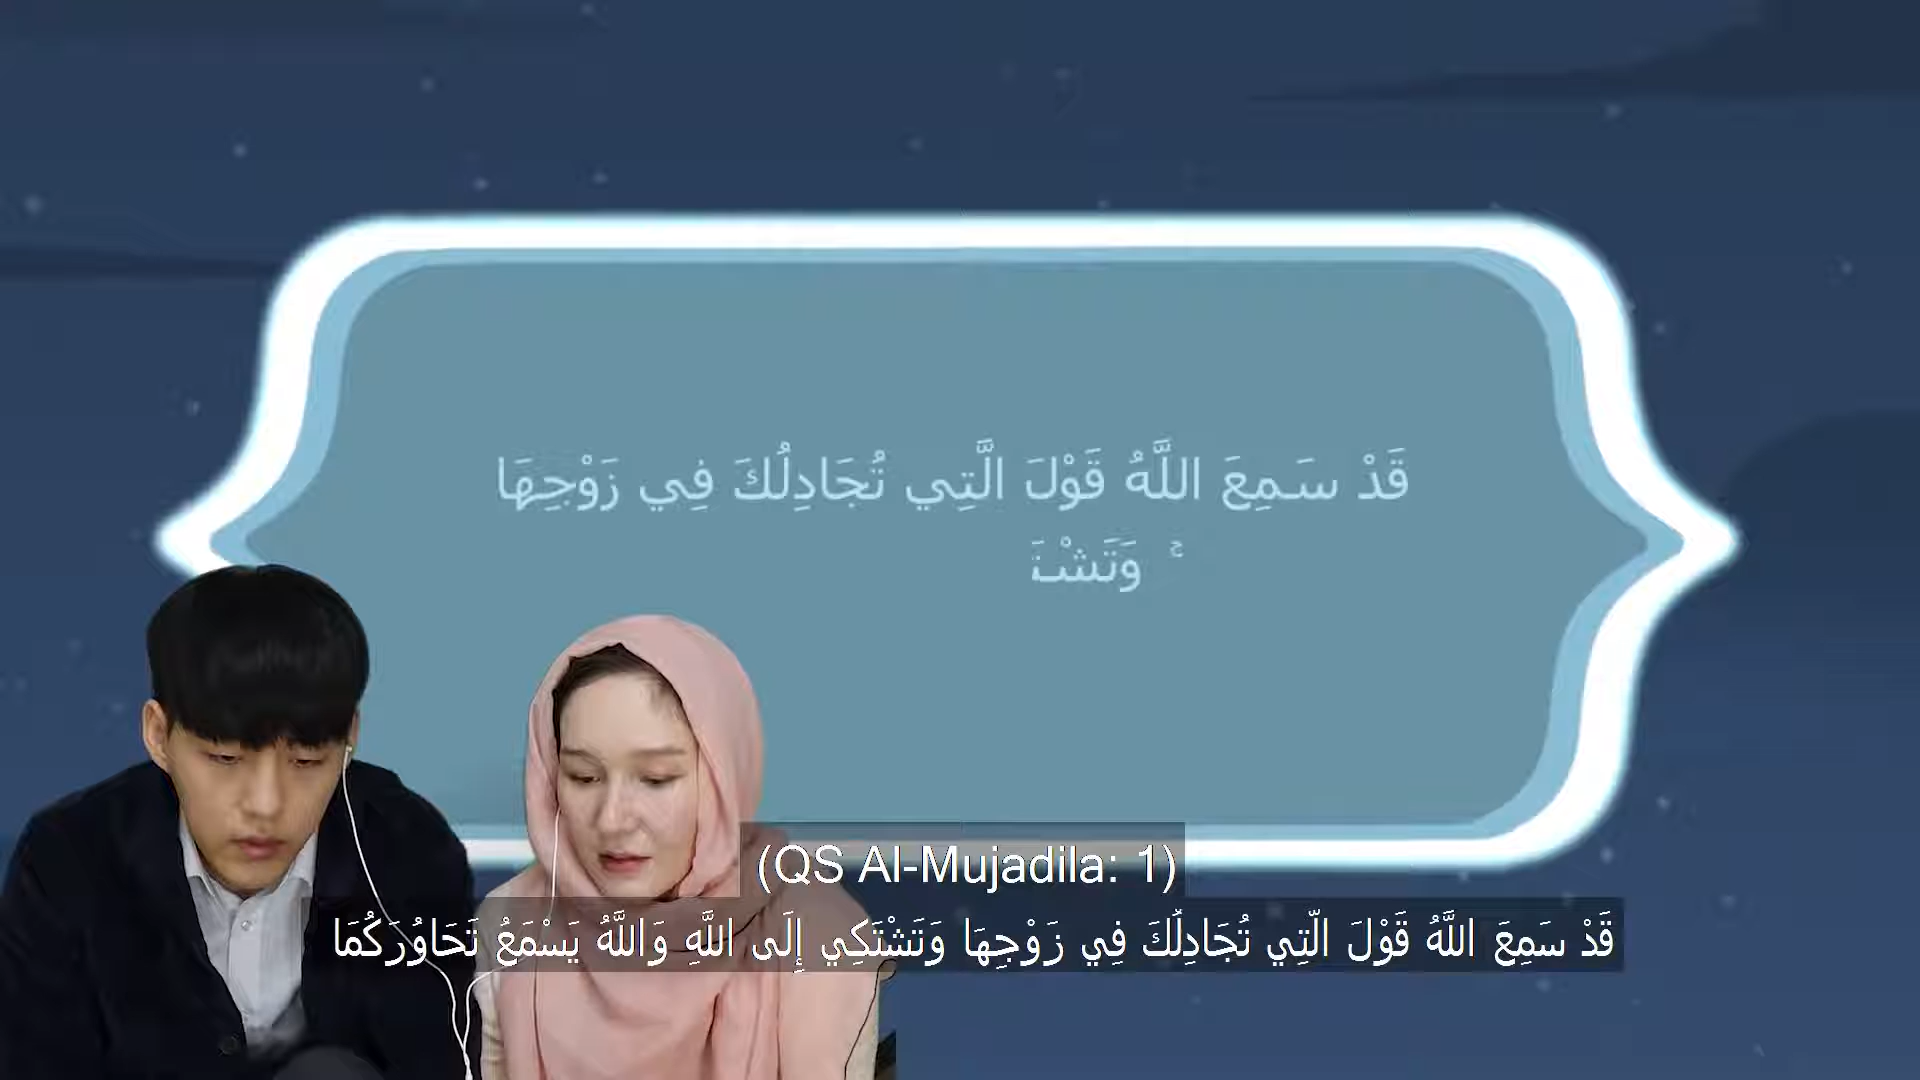 قَدْ سَمِعَ اللَّهُ قَوْلَ الَّتِي تُجَادِلُكَ فِي زَوْجِهَا
ۚ وَتَشْتَ
(QS Al-Mujadila: 1)
قَدْ سَمِعَ اللَّهُ قَوْلَ الَّتِي تُجَادِلُكَ فِي زَوْجِهَا وَتَشْتَكِي إِلَى اللَّهِ وَاللَّهُ يَسْمَعُ تَحَاوُرَكُمَا